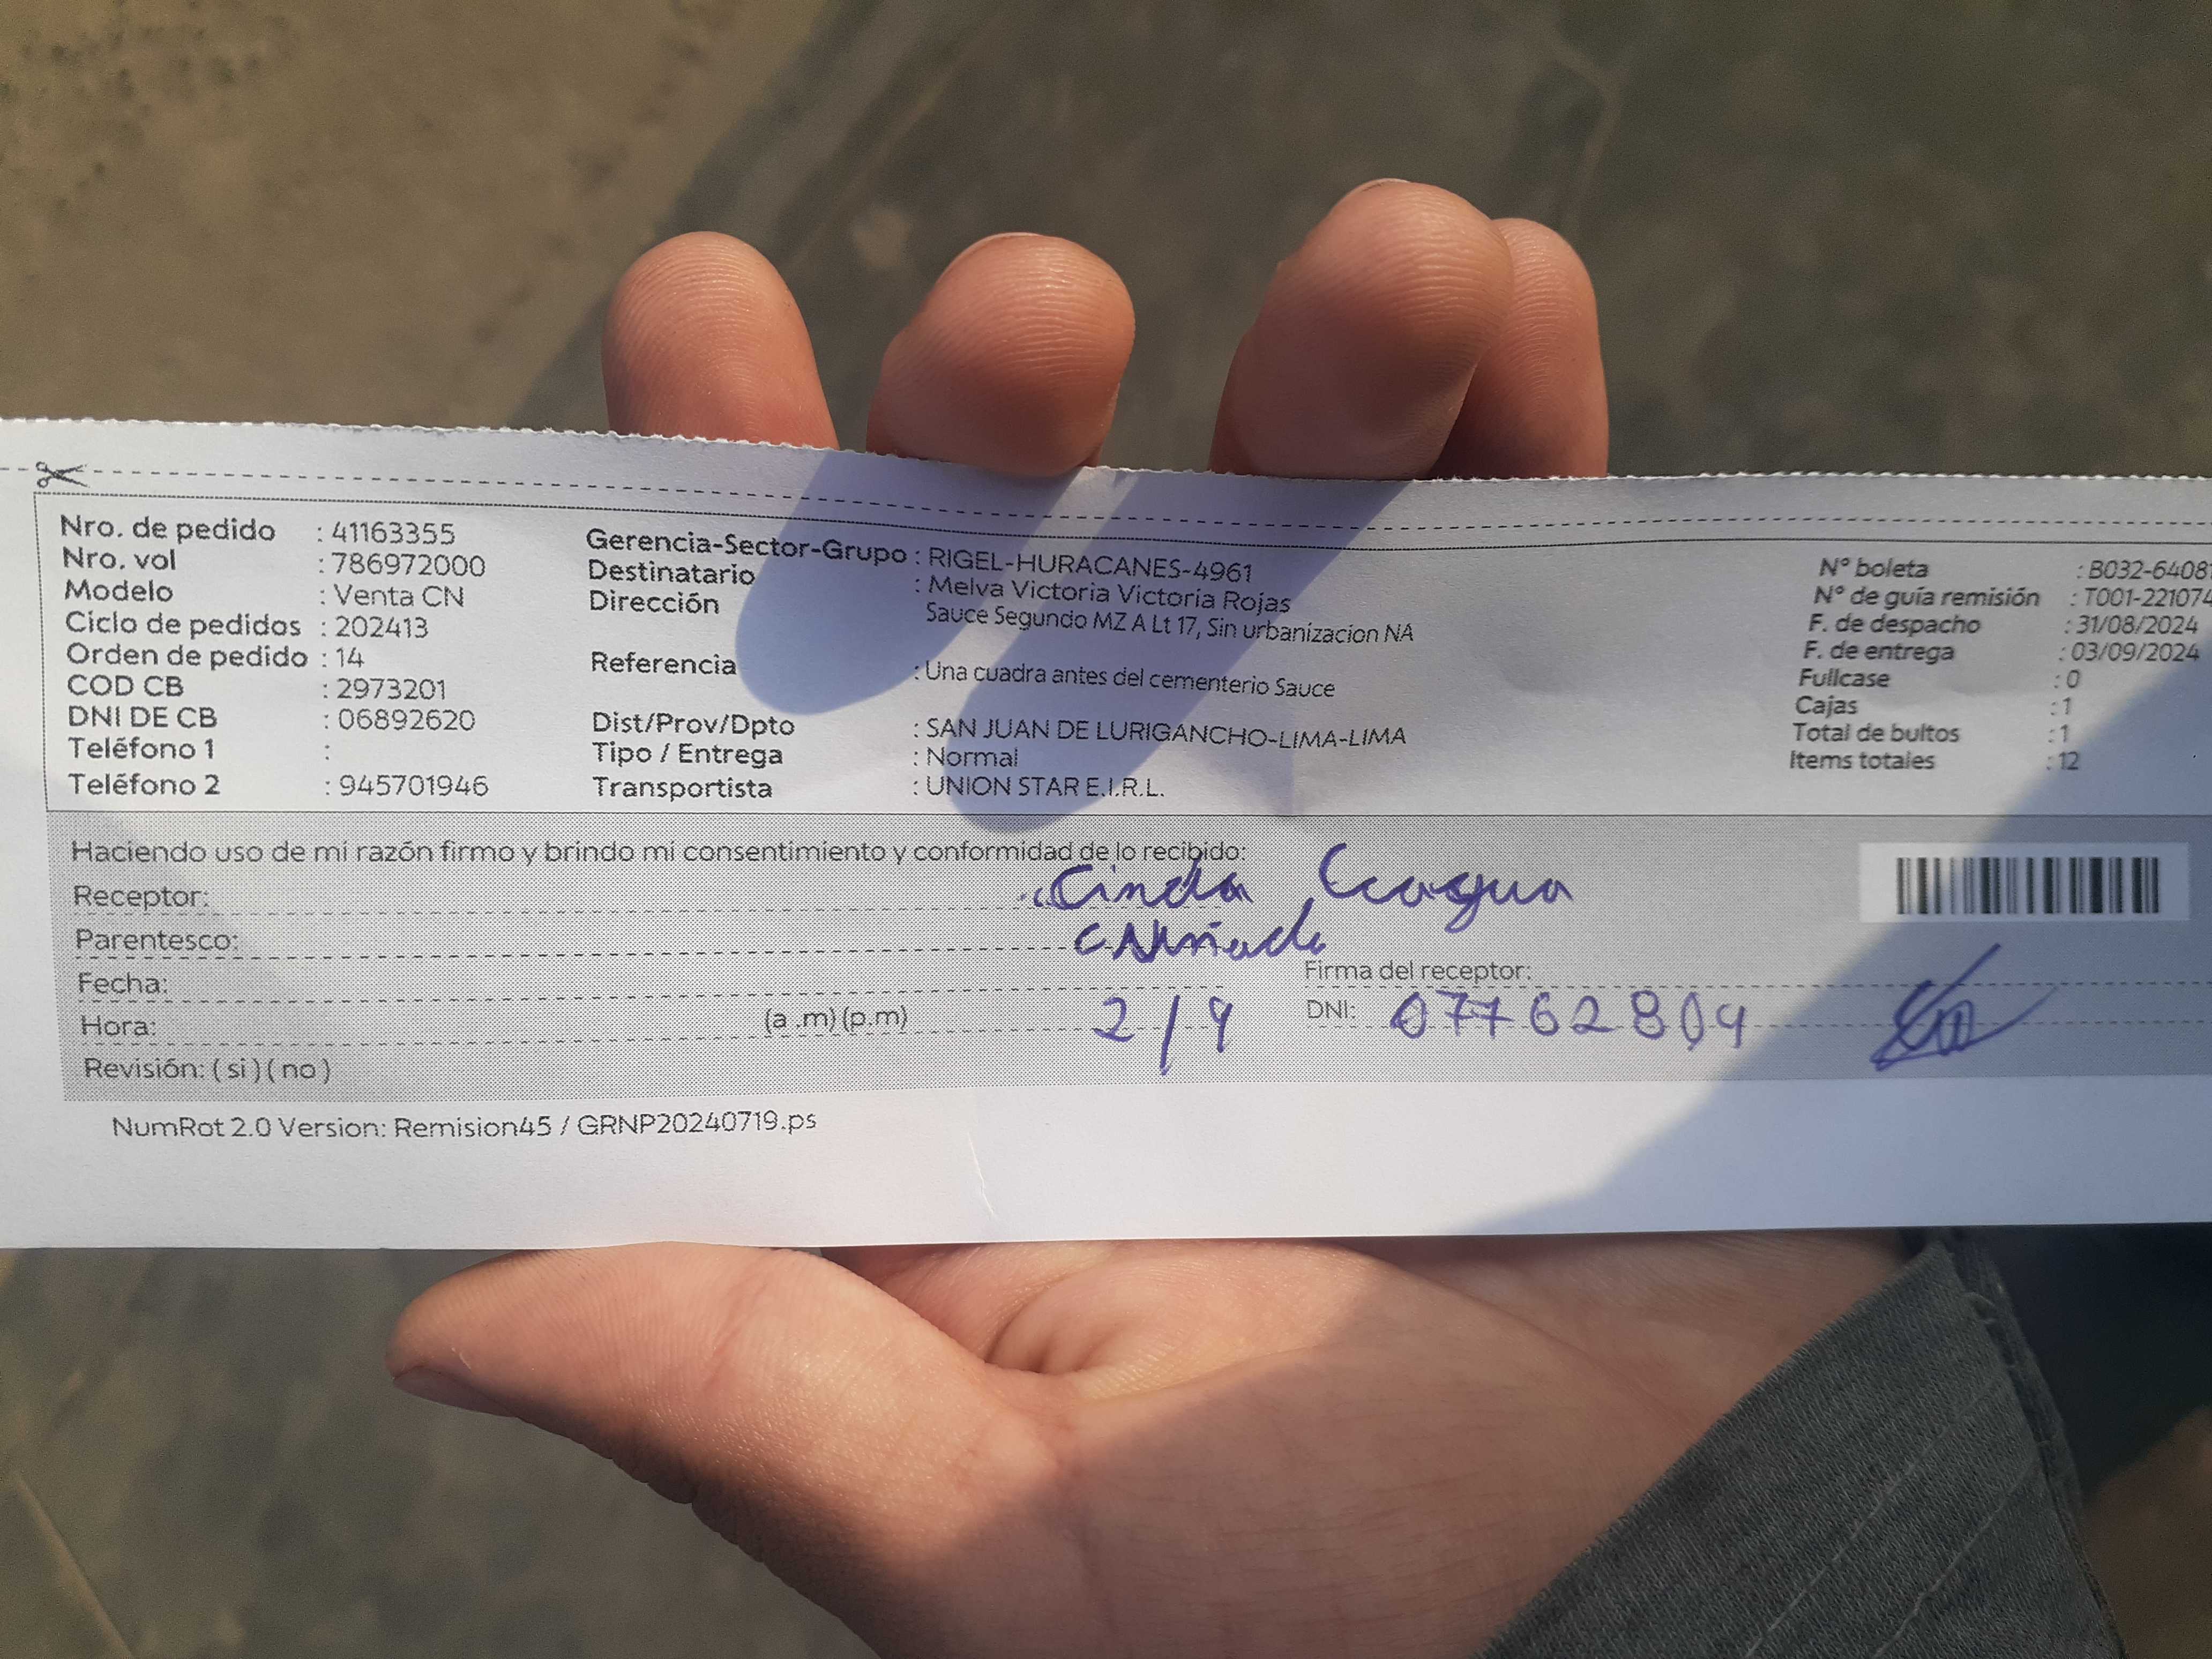 Nro. de pedido : 41163355
Nro. vol : 786972000
Modelo : Venta CN
Ciclo de pedidos : 202413
Orden de pedido : 14
COD CB : 2973201
DNI DE CB : 06892620
Teléfono 1 :
Teléfono 2 : 945701946
Gerencia-Sector-Grupo : RIGEL-HURACANES-4961
Destinatario : Melva Victoria Victoria Rojas
Dirección Sauce Segundo MZ A Lt 17, Sin urbanizacion NA
Referencia : Una cuadra antes del cementerio Sauce
Dist/Prov/Dpto : SAN JUAN DE LURIGANCHO-LIMA-LIMA
Tipo / Entrega : Normal
Transportista : UNION STAR E.I.R.L.
N° boleta : B032-6408
N° de guía remisión : T001-221074
F. de despacho : 31/08/2024
F. de entrega : 03/09/2024
Fullcase : 0
Cajas : 1
Total de bultos : 1
Items totales : 12
Haciendo uso de mi razón firmo y brindo mi consentimiento y conformidad de lo recibido:
Receptor:
Parentesco:
Fecha:
Firma del receptor:
Hora: (a .m) (p.m) 2/9 DNI: 07762804
Revisión: ( si ) ( no )
NumRot 2.0 Version: Remision45 / GRNP20240719.ps